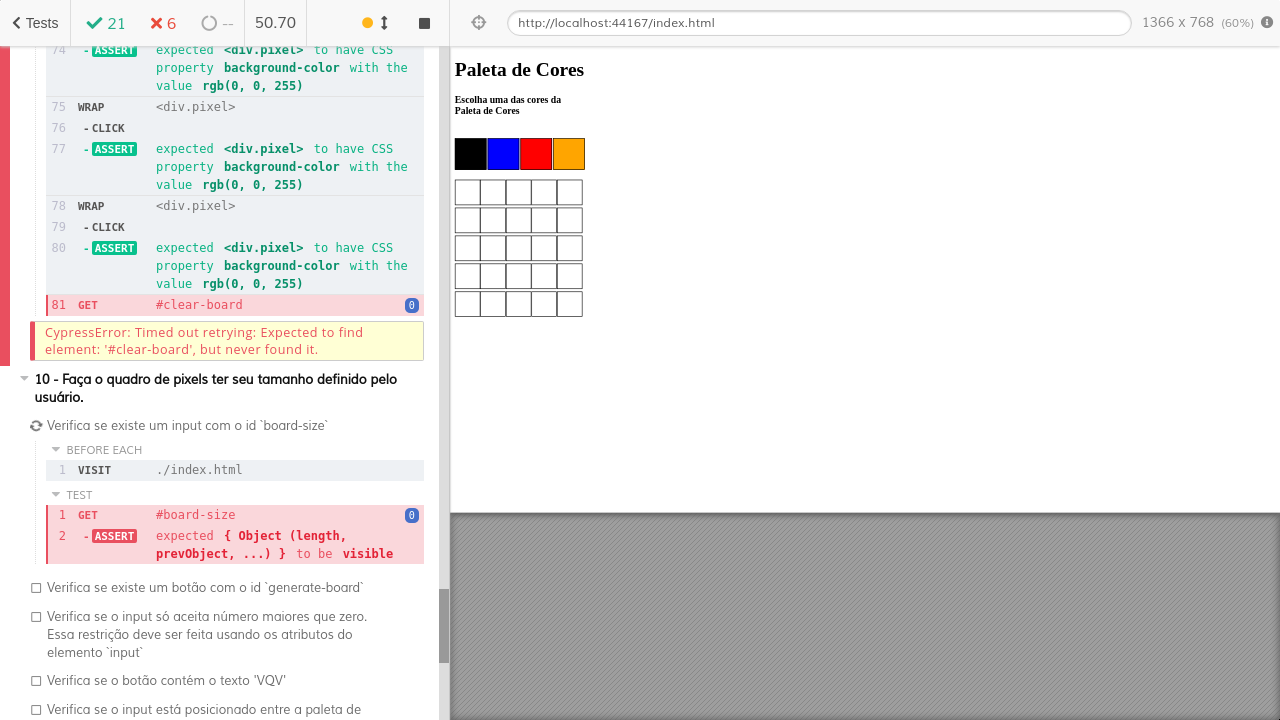 Tests
21
6
--
50.70
http://localhost:44167/index.html
1366 x 768 (60%)
74 -ASSERT expected <div.pixel> to have CSS
property background-color with the
value rgb(0, 0, 255)
75 WRAP <div.pixel>
76 -CLICK
77 -ASSERT expected <div.pixel> to have CSS
property background-color with the
value rgb(0, 0, 255)
78 WRAP <div.pixel>
79 -CLICK
80 -ASSERT expected <div.pixel> to have CSS
property background-color with the
value rgb(0, 0, 255)
81 GET #clear-board 0
CypressError: Timed out retrying: Expected to find
element: '#clear-board', but never found it.
10 - Faça o quadro de pixels ter seu tamanho definido pelo
usuário.
Verifica se existe um input com o id `board-size`
BEFORE EACH
1 VISIT ./index.html
TEST
1 GET #board-size 0
2 -ASSERT expected { Object (length,
prevObject, ...) } to be visible
Verifica se existe um botão com o id `generate-board`
Verifica se o input só aceita número maiores que zero.
Essa restrição deve ser feita usando os atributos do
elemento `input`
Verifica se o botão contém o texto 'VQV'
Verifica se o input está posicionado entre a paleta de
Paleta de Cores
Escolha uma das cores da
Paleta de Cores